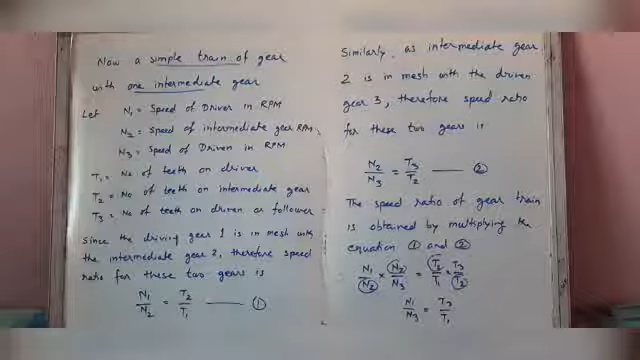 Now a simple train of gear
with one intermediate gear
Let N₁ = Speed of Driver in RPM
N₂ = Speed of intermediate gear RPM,
N₃ = Speed of Driven in RPM
T₁ = No of teeth on driver
T₂ = No of teeth on intermediate gear
T₃ = No of teeth on driven or follower
Since the driving gear 1 is in mesh with
the intermediate gear 2, therefore speed
ratio for these two gears is
N₁/N₂ = T₂/T₁ —— ①
Similarly, as intermediate gear
2 is in mesh with the driven
gear 3, therefore speed ratio
for these two gears is
N₂/N₃ = T₃/T₂ —— ②
The speed ratio of gear train
is obtained by multiplying the
equation ① and ②
N₁/N₂ × N₂/N₃ = T₂/T₁ × T₃/T₂
N₁/N₃ = T₃/T₁